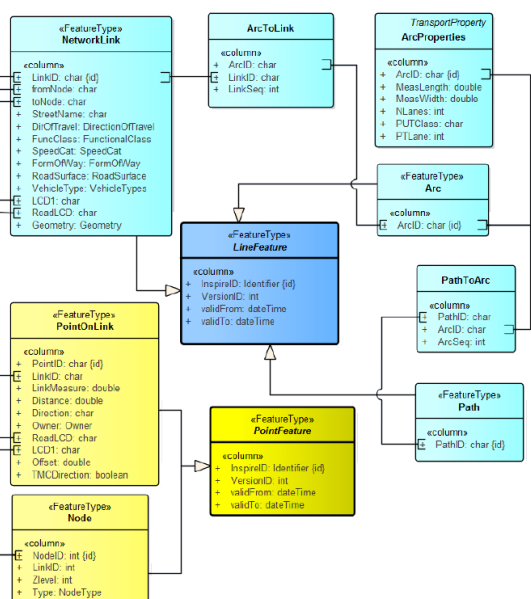 «FeatureType»
NetworkLink
«column»
+ LinkID: char {id}
+ fromNode: char
+ toNode: char
+ StreetName: char
+ DirOfTravel: DirectionOfTravel
+ FuncClass: FunctionalClass
+ SpeedCat: SpeedCat
+ FormOfWay: FormOfWay
+ RoadSurface: RoadSurface
+ VehicleType: VehicleTypes
+ LCD1: char
+ RoadLCD: char
+ Geometry: Geometry
ArcToLink
«column»
+ ArcID: char
+ LinkID: char
+ LinkSeq: int
TransportProperty
ArcProperties
«column»
+ ArcID: char {id}
+ MeasLength: double
+ MeasWidth: double
+ NLanes: int
+ PUTClass: char
+ PTLane: int
«FeatureType»
Arc
«column»
+ ArcID: char {id}
«FeatureType»
LineFeature
«column»
+ InspireID: Identifier {id}
+ VersionID: int
+ validFrom: dateTime
+ validTo: dateTime
PathToArc
«column»
+ PathID: char
+ ArcID: char
+ ArcSeq: int
«FeatureType»
PointOnLink
«column»
+ PointID: char {id}
+ LinkID: char
+ LinkMeasure: double
+ Distance: double
+ Direction: char
+ Owner: Owner
+ RoadLCD: char
+ LCD1: char
+ Offset: double
+ TMCDirection: boolean
«FeatureType»
Path
«column»
+ PathID: char {id}
«FeatureType»
PointFeature
«column»
+ InspireID: Identifier {id}
+ VersionID: int
+ validFrom: dateTime
+ validTo: dateTime
«FeatureType»
Node
«column»
+ NodeID: int {id}
+ LinkID: int
+ Zlevel: int
+ Type: NodeType